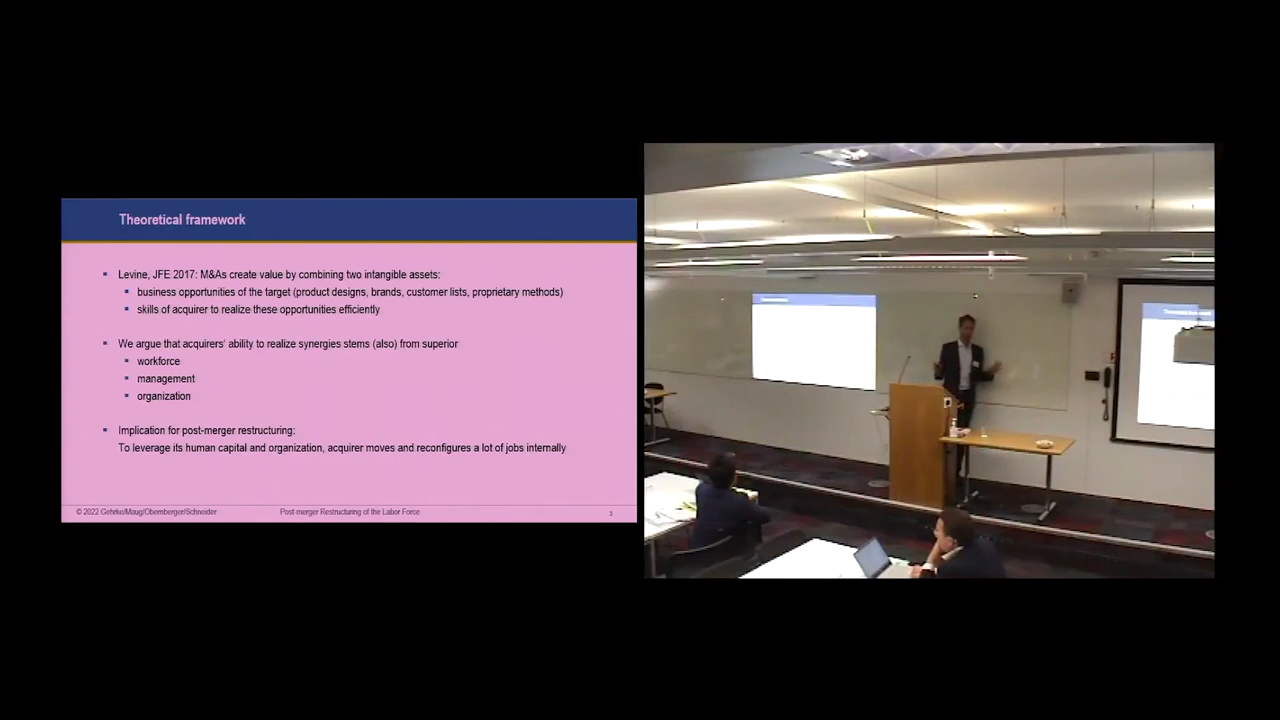 Theoretical framework
Levine, JFE 2017: M&As create value by combining two intangible assets:
business opportunities of the target (product designs, brands, customer lists, proprietary methods)
skills of acquirer to realize these opportunities efficiently
We argue that acquirers' ability to realize synergies stems (also) from superior
workforce
management
organization
Implication for post-merger restructuring:
To leverage its human capital and organization, acquirer moves and reconfigures a lot of jobs internally
© 2022 Gehrke/Maug/Obernberger/Schneider
Post-merger Restructuring of the Labor Force
3